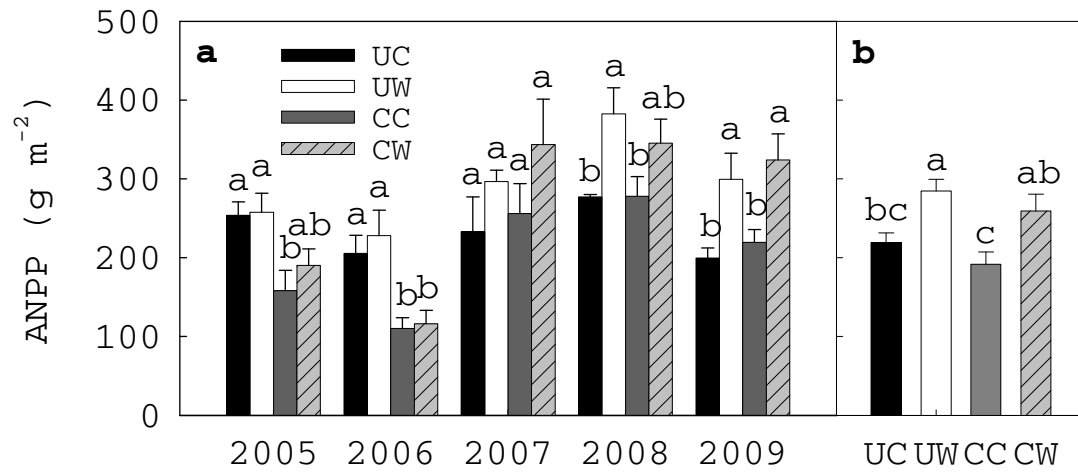 500
400
300
200
100
0
ANPP (g m⁻²)
a
UC
UW
CC
CW
a a b ab
a a b b
a a a a
b a b ab
b a b a
2005 2006 2007 2008 2009
b
bc a c ab
UC UW CC CW